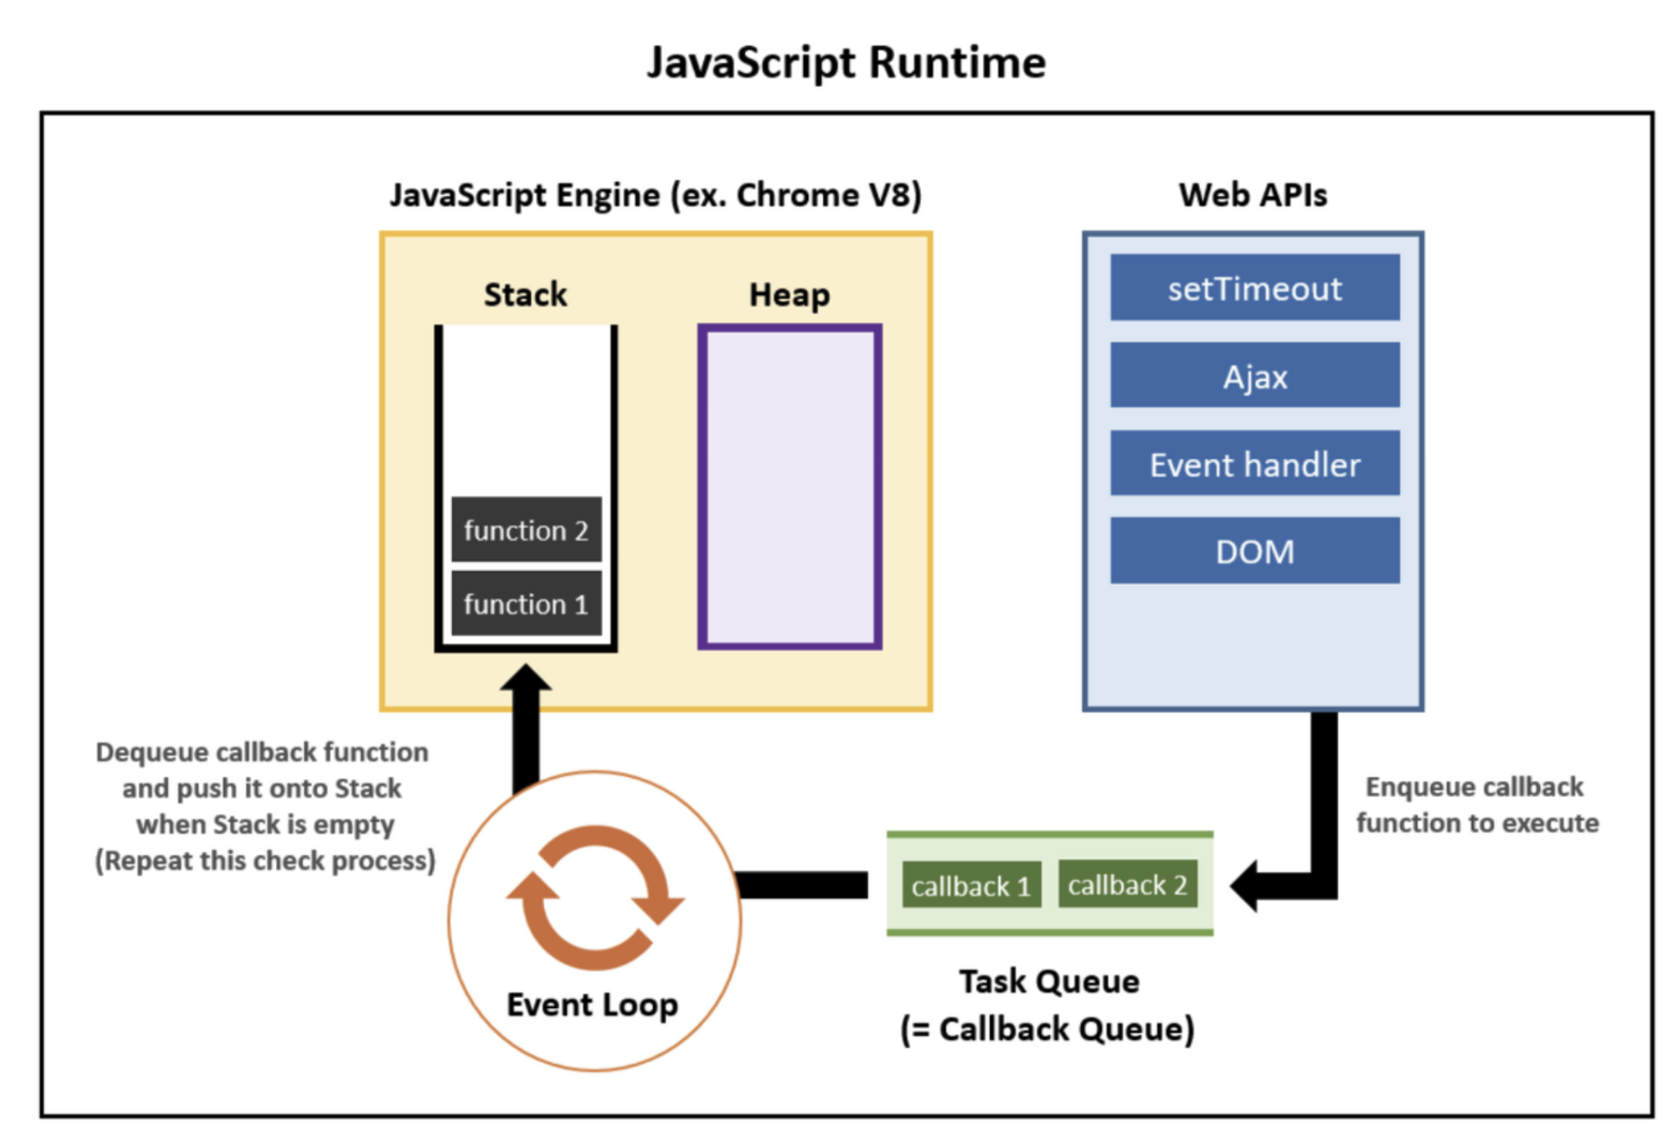 JavaScript Runtime
JavaScript Engine (ex. Chrome V8)
Stack
Heap
function 2
function 1
Web APIs
setTimeout
Ajax
Event handler
DOM
Dequeue callback function
and push it onto Stack
when Stack is empty
(Repeat this check process)
Event Loop
callback 1
callback 2
Task Queue
(= Callback Queue)
Enqueue callback
function to execute